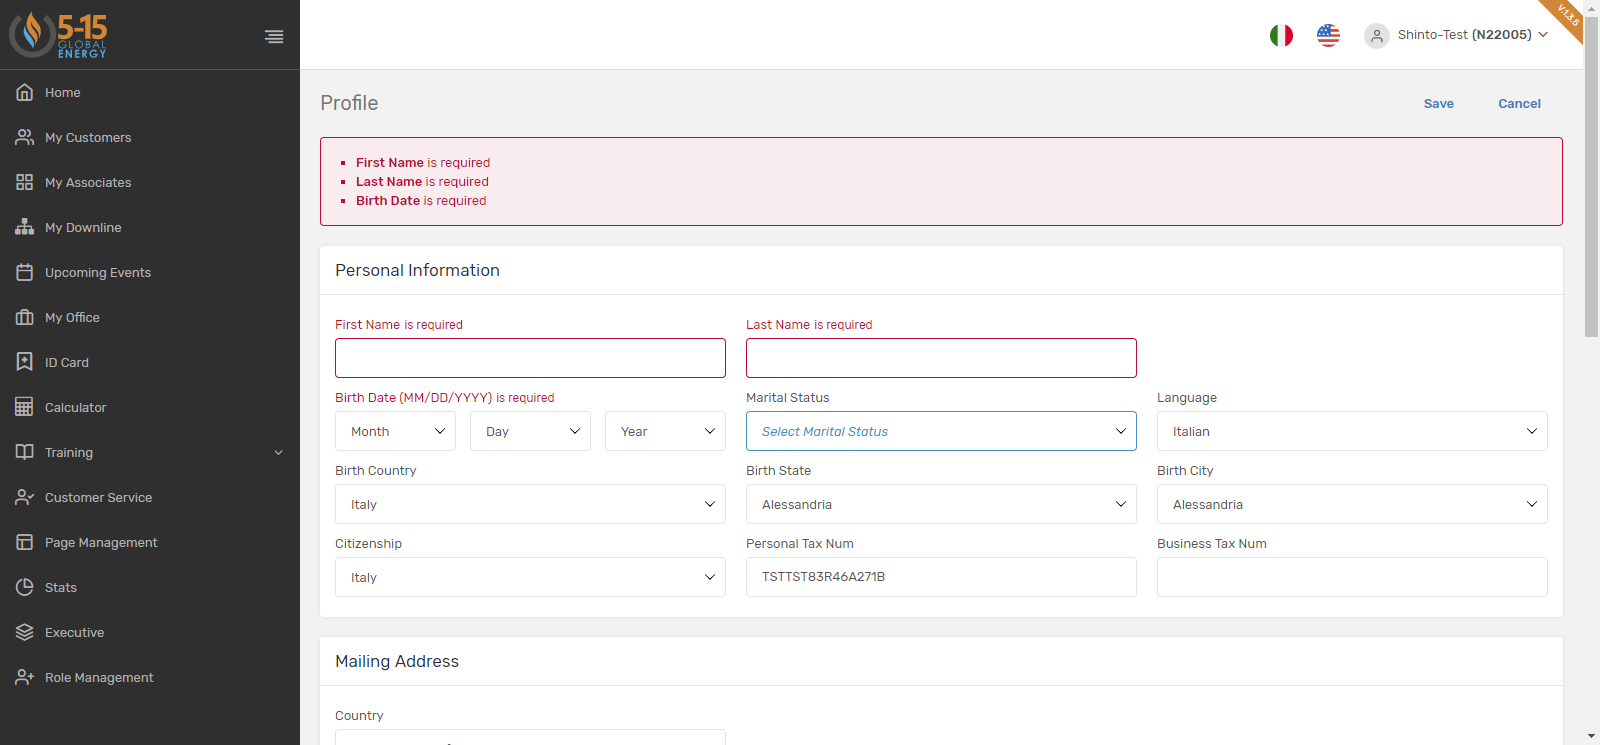 5-15
GLOBAL
ENERGY
Shinto-Test (N22005)
V.1.3.5
Home
My Customers
My Associates
My Downline
Upcoming Events
My Office
ID Card
Calculator
Training
Customer Service
Page Management
Stats
Executive
Role Management
Profile
Save
Cancel
First Name is required
Last Name is required
Birth Date is required
Personal Information
First Name is required
Last Name is required
Birth Date (MM/DD/YYYY) is required
Marital Status
Language
Month
Day
Year
Select Marital Status
Italian
Birth Country
Birth State
Birth City
Italy
Alessandria
Alessandria
Citizenship
Personal Tax Num
Business Tax Num
Italy
TSTTST83R46A271B
Mailing Address
Country